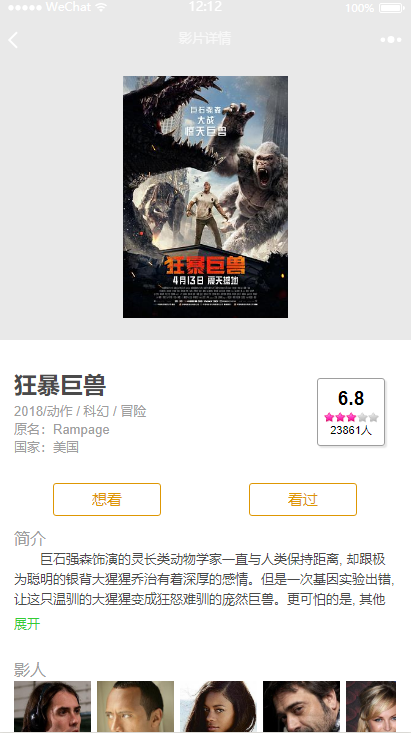 WeChat 12:12 100%
影片详情
巨石强森
大战
惊天巨兽
狂暴巨兽
4月13日 震天撼地
狂暴巨兽
2018/动作 / 科幻 / 冒险
原名：Rampage
国家：美国
6.8
23861人
想看 看过
简介
巨石强森饰演的灵长类动物学家一直与人类保持距离, 却跟极
为聪明的银背大猩猩乔治有着深厚的感情。但是一次基因实验出错,
让这只温驯的大猩猩变成狂怒难驯的庞然巨兽。更可怕的是, 其他
展开
影人